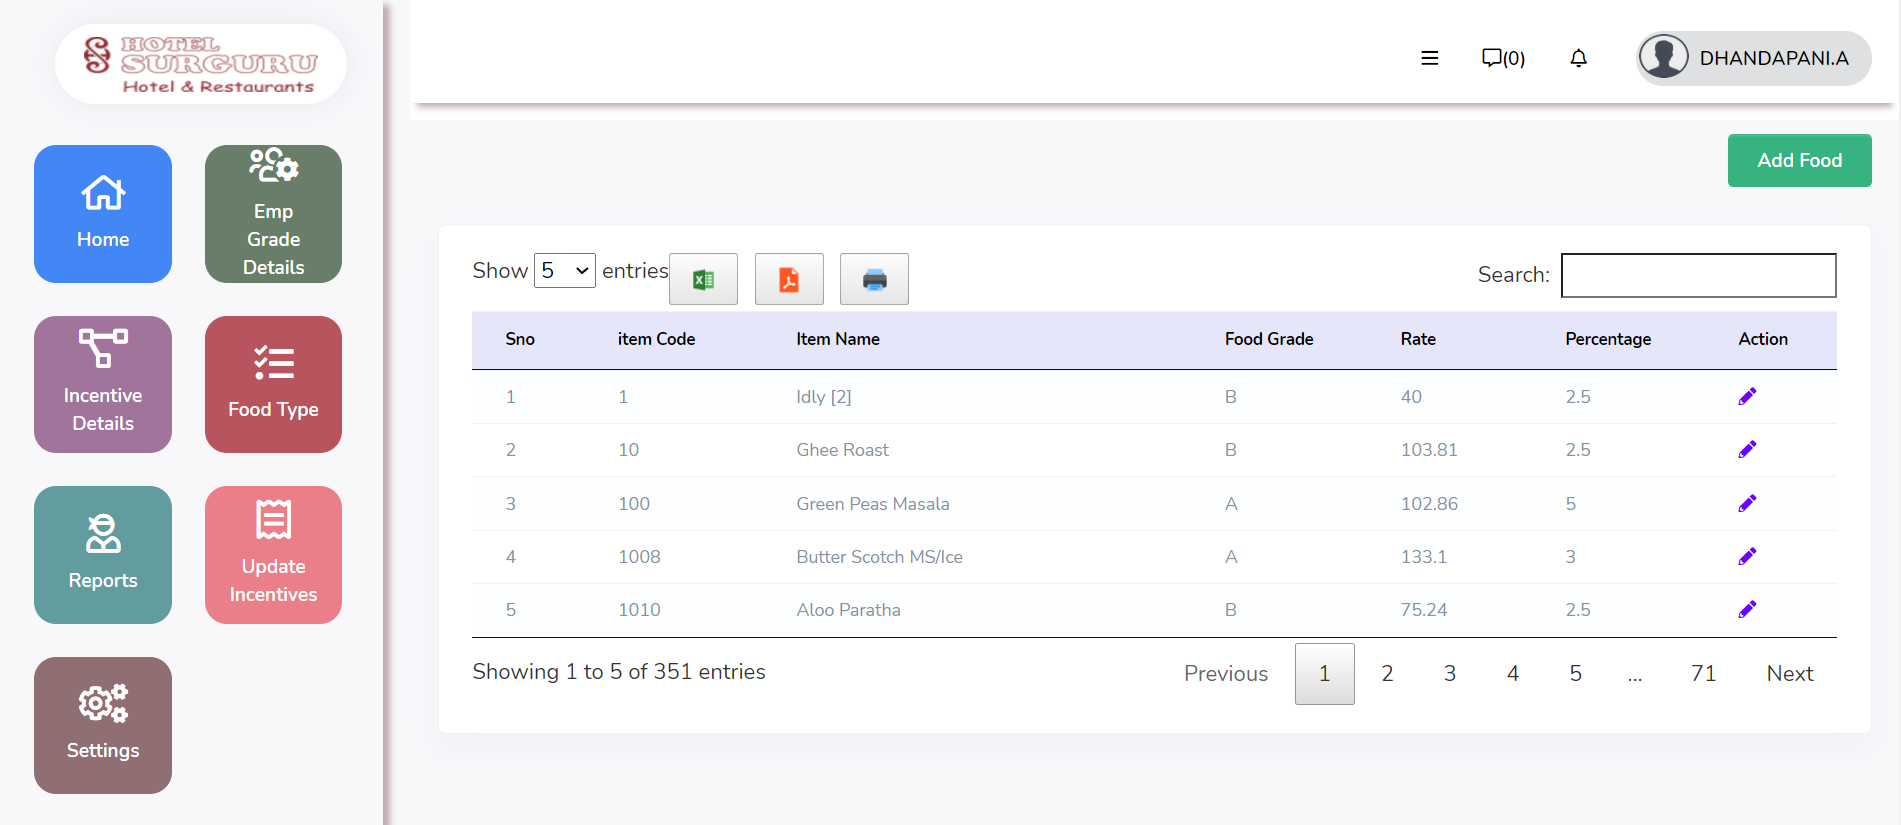 HOTEL
SURGURU
Hotel & Restaurants
(0)
DHANDAPANI.A
Home
Emp
Grade
Details
Incentive
Details
Food Type
Reports
Update
Incentives
Settings
Add Food
Show 5 entries
Search:
Sno item Code Item Name Food Grade Rate Percentage Action
1 1 Idly [2] B 40 2.5
2 10 Ghee Roast B 103.81 2.5
3 100 Green Peas Masala A 102.86 5
4 1008 Butter Scotch MS/Ice A 133.1 3
5 1010 Aloo Paratha B 75.24 2.5
Showing 1 to 5 of 351 entries
Previous 1 2 3 4 5 ... 71 Next